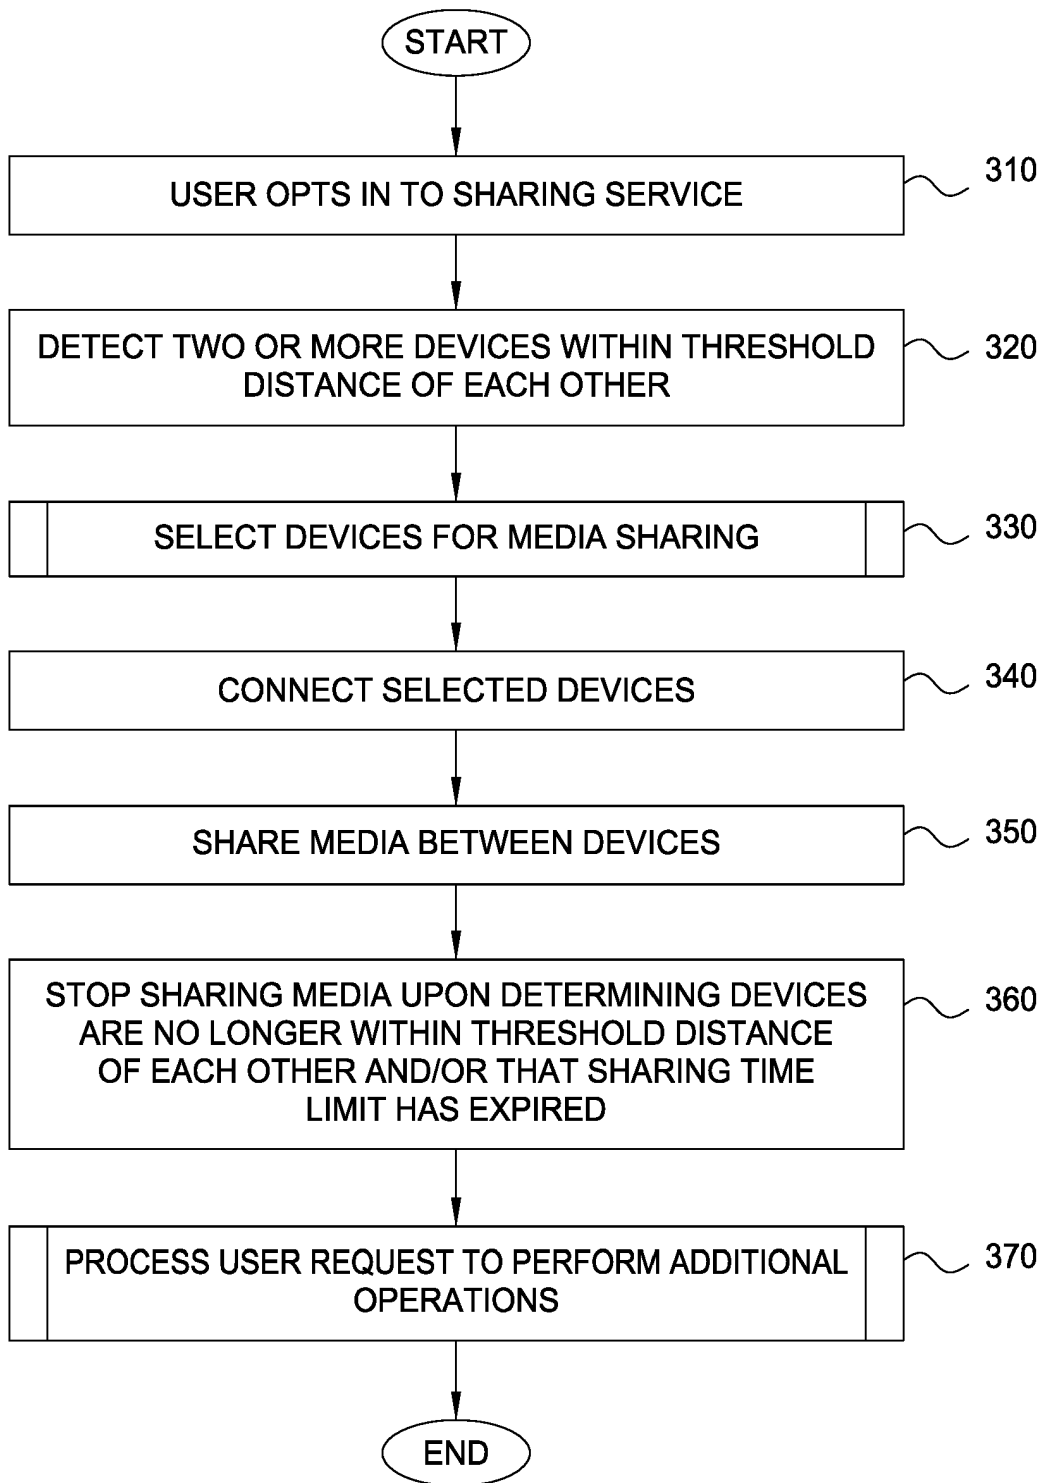 START
USER OPTS IN TO SHARING SERVICE
310
DETECT TWO OR MORE DEVICES WITHIN THRESHOLD
DISTANCE OF EACH OTHER
320
SELECT DEVICES FOR MEDIA SHARING
330
CONNECT SELECTED DEVICES
340
SHARE MEDIA BETWEEN DEVICES
350
STOP SHARING MEDIA UPON DETERMINING DEVICES
ARE NO LONGER WITHIN THRESHOLD DISTANCE
OF EACH OTHER AND/OR THAT SHARING TIME
LIMIT HAS EXPIRED
360
PROCESS USER REQUEST TO PERFORM ADDITIONAL
OPERATIONS
370
END